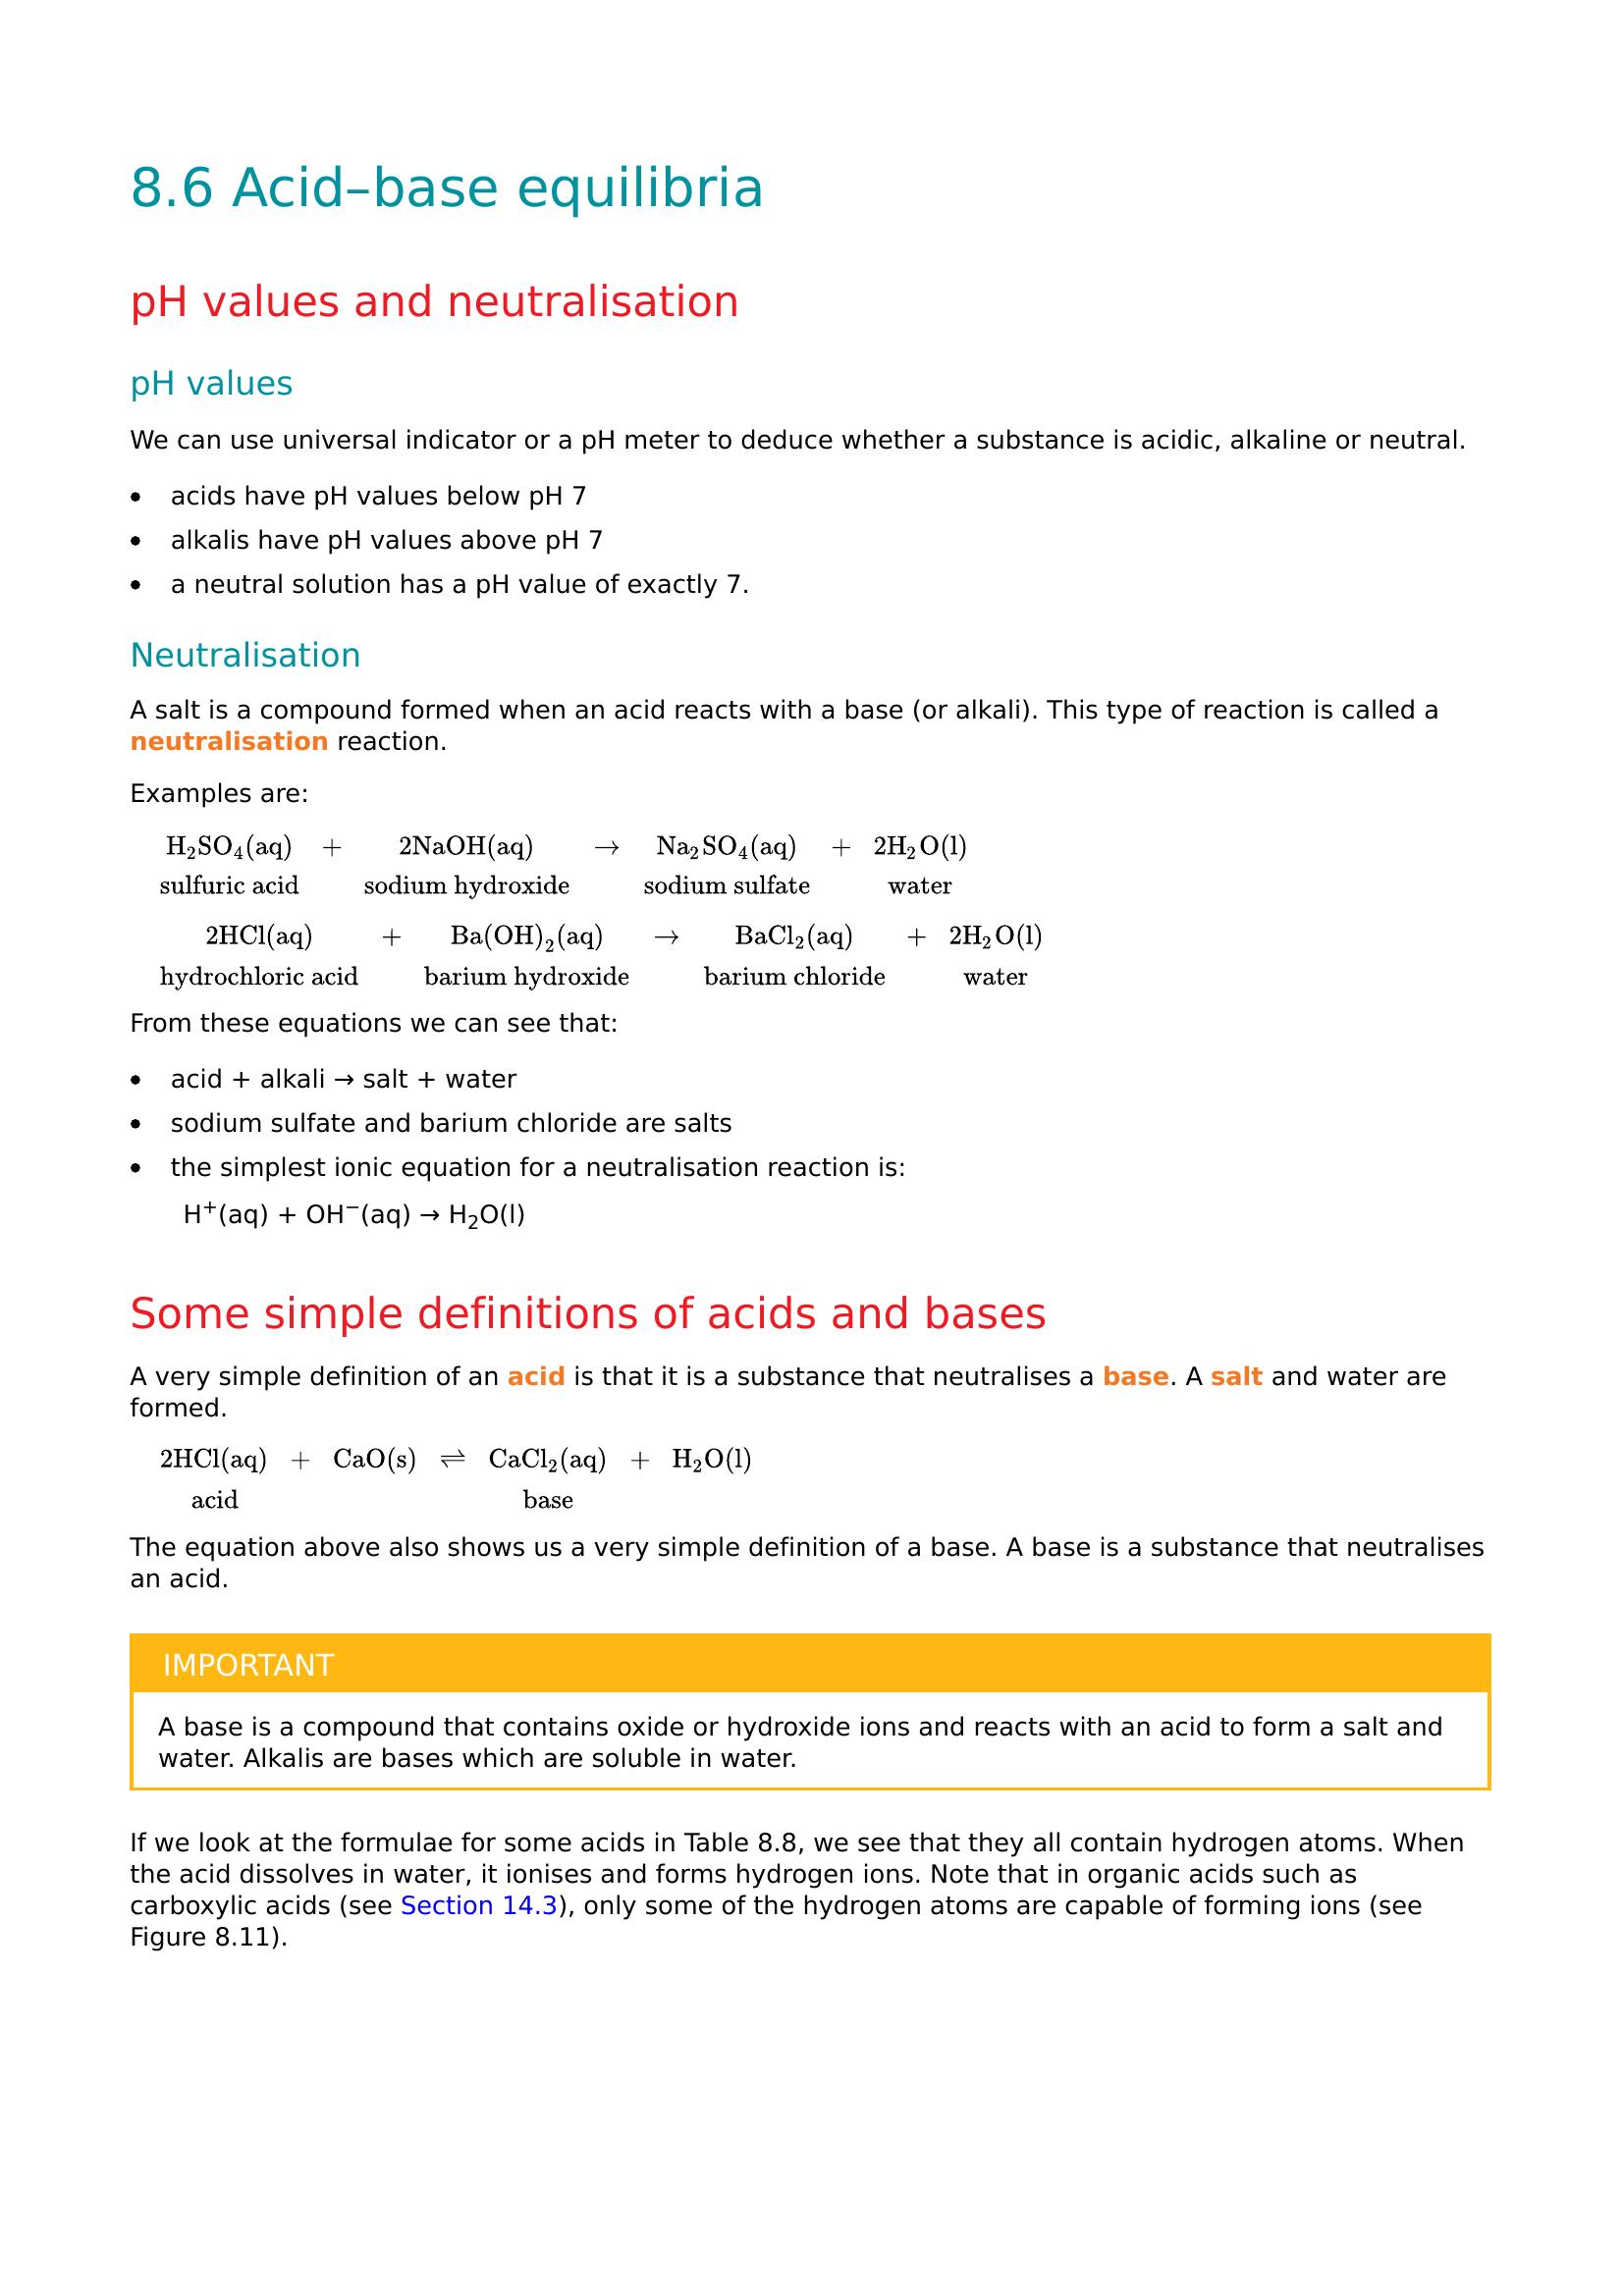 8.6 Acid–base equilibria
pH values and neutralisation
pH values
We can use universal indicator or a pH meter to deduce whether a substance is acidic, alkaline or neutral.
• acids have pH values below pH 7
• alkalis have pH values above pH 7
• a neutral solution has a pH value of exactly 7.
Neutralisation
A salt is a compound formed when an acid reacts with a base (or alkali). This type of reaction is called a
neutralisation reaction.
Examples are:
H₂SO₄(aq) + 2NaOH(aq) → Na₂SO₄(aq) + 2H₂O(l)
sulfuric acid sodium hydroxide sodium sulfate water
2HCl(aq) + Ba(OH)₂(aq) → BaCl₂(aq) + 2H₂O(l)
hydrochloric acid barium hydroxide barium chloride water
From these equations we can see that:
• acid + alkali → salt + water
• sodium sulfate and barium chloride are salts
• the simplest ionic equation for a neutralisation reaction is:
H⁺(aq) + OH⁻(aq) → H₂O(l)
Some simple definitions of acids and bases
A very simple definition of an acid is that it is a substance that neutralises a base. A salt and water are
formed.
2HCl(aq) + CaO(s) ⇌ CaCl₂(aq) + H₂O(l)
acid base
The equation above also shows us a very simple definition of a base. A base is a substance that neutralises
an acid.
IMPORTANT
A base is a compound that contains oxide or hydroxide ions and reacts with an acid to form a salt and
water. Alkalis are bases which are soluble in water.
If we look at the formulae for some acids in Table 8.8, we see that they all contain hydrogen atoms. When
the acid dissolves in water, it ionises and forms hydrogen ions. Note that in organic acids such as
carboxylic acids (see Section 14.3), only some of the hydrogen atoms are capable of forming ions (see
Figure 8.11).